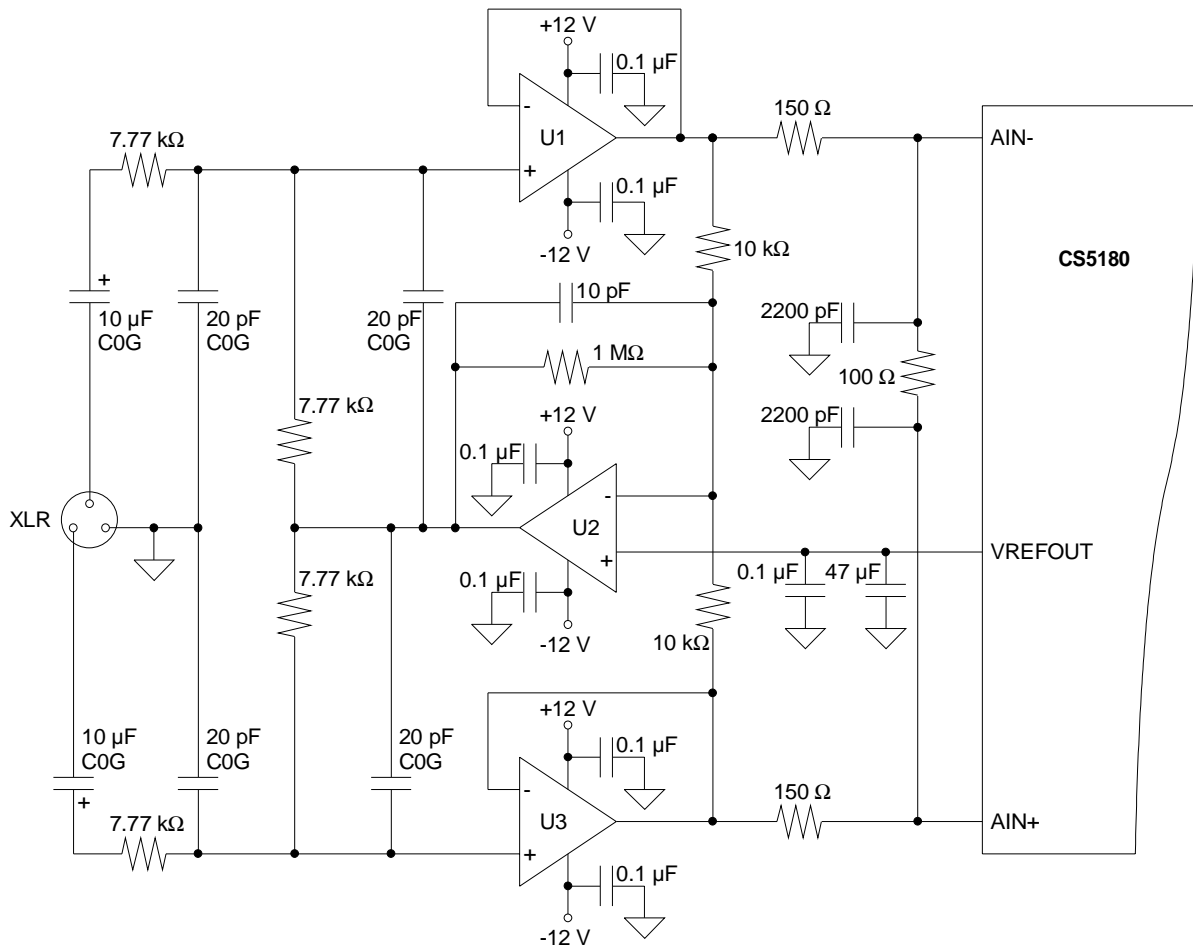 +12 V
0.1 µF
-
U1
+
0.1 µF
-12 V
7.77 kΩ
150 Ω
AIN-
10 kΩ
CS5180
+
10 µF
C0G
20 pF
C0G
20 pF
C0G
10 pF
1 MΩ
2200 pF
100 Ω
2200 pF
7.77 kΩ
+12 V
0.1 µF
-
U2
+
XLR
VREFOUT
0.1 µF
47 µF
7.77 kΩ
0.1 µF
-12 V
10 kΩ
10 µF
C0G
+
20 pF
C0G
20 pF
C0G
+12 V
0.1 µF
-
U3
+
150 Ω
AIN+
7.77 kΩ
0.1 µF
-12 V